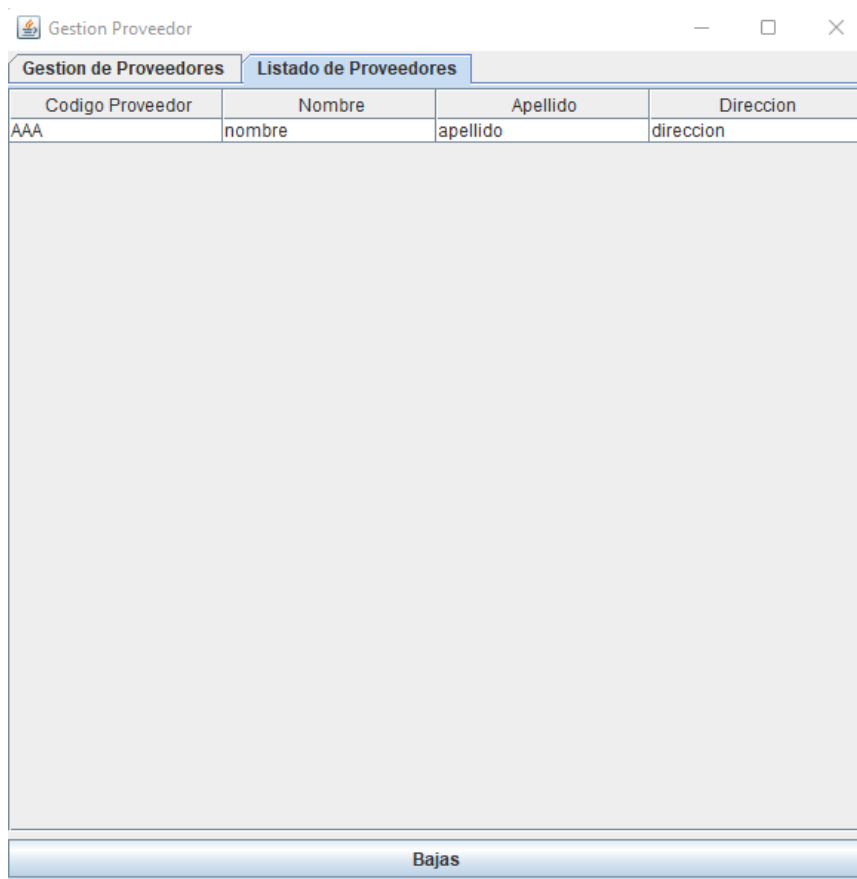 Gestion Proveedor
Gestion de Proveedores Listado de Proveedores
Codigo Proveedor Nombre Apellido Direccion
AAA nombre apellido direccion
Bajas